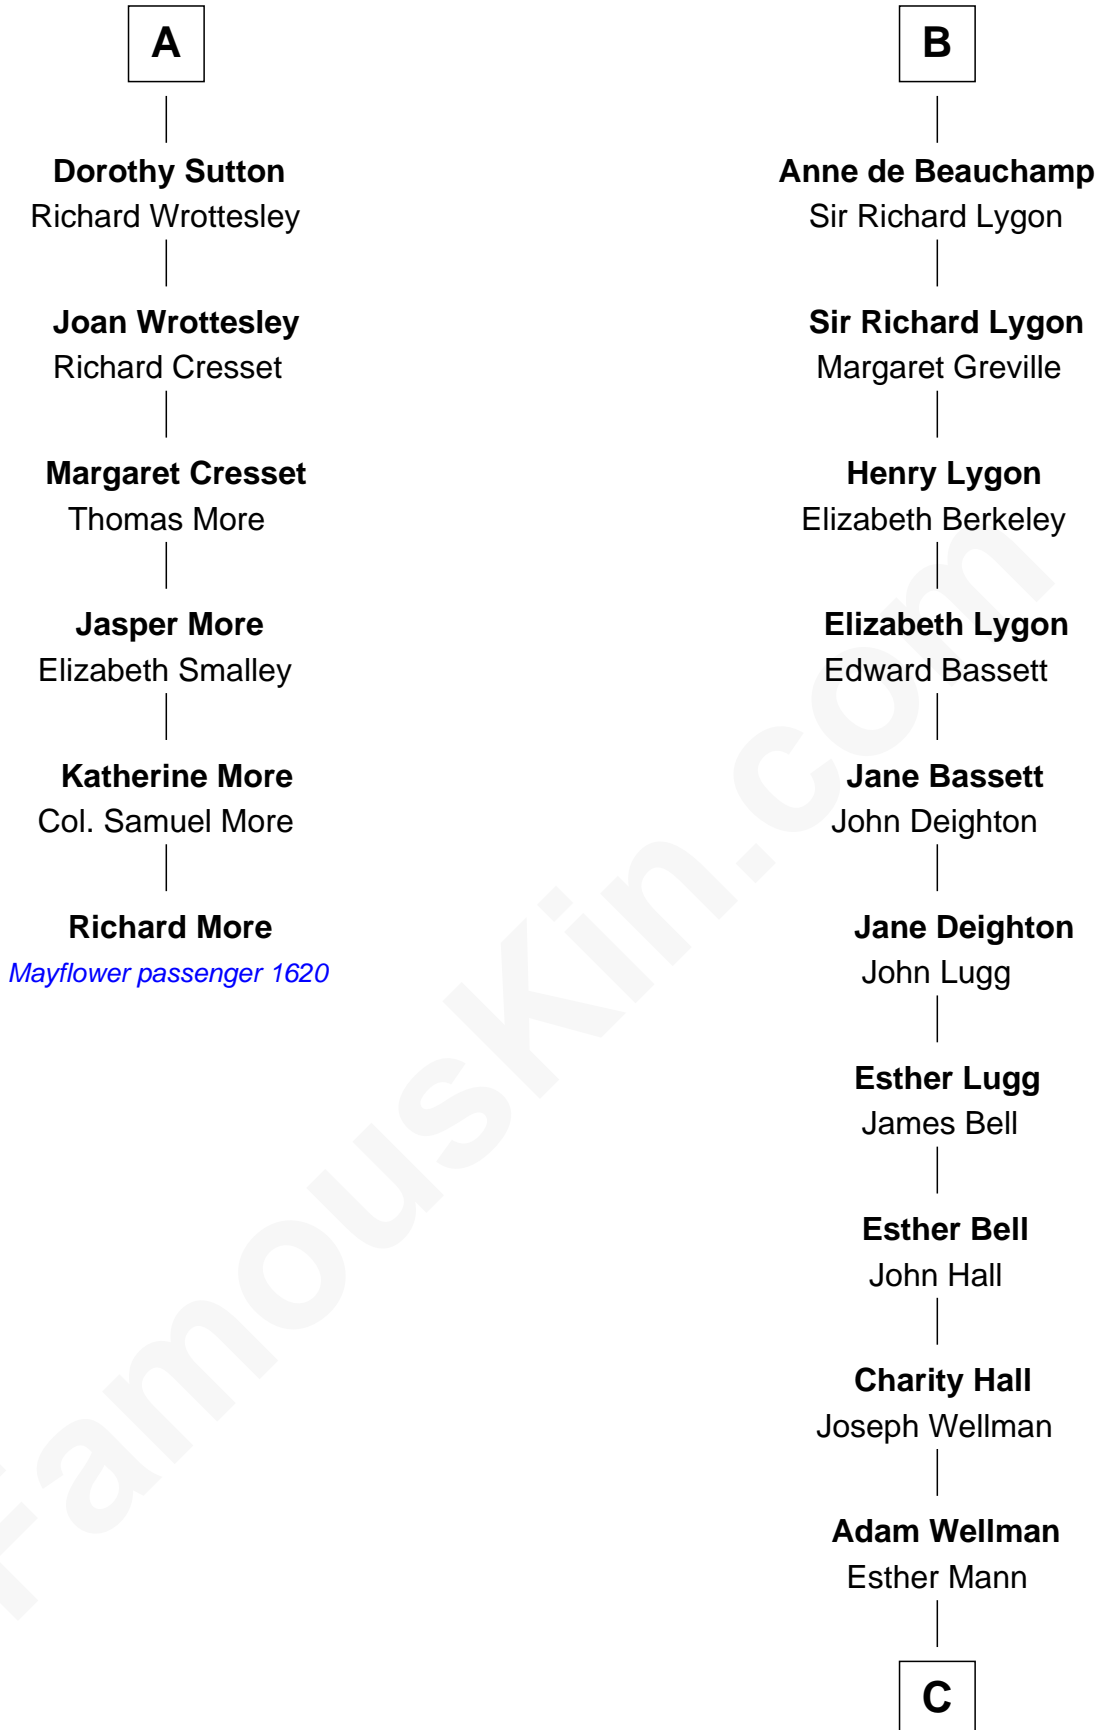 A
Dorothy Sutton
Richard Wrottesley
Joan Wrottesley
Richard Cresset
Margaret Cresset
Thomas More
Jasper More
Elizabeth Smalley
Katherine More
Col. Samuel More
Richard More
Mayflower passenger 1620
B
Anne de Beauchamp
Sir Richard Lygon
Sir Richard Lygon
Margaret Greville
Henry Lygon
Elizabeth Berkeley
Elizabeth Lygon
Edward Bassett
Jane Bassett
John Deighton
Jane Deighton
John Lugg
Esther Lugg
James Bell
Esther Bell
John Hall
Charity Hall
Joseph Wellman
Adam Wellman
Esther Mann
C
FamousKin.com